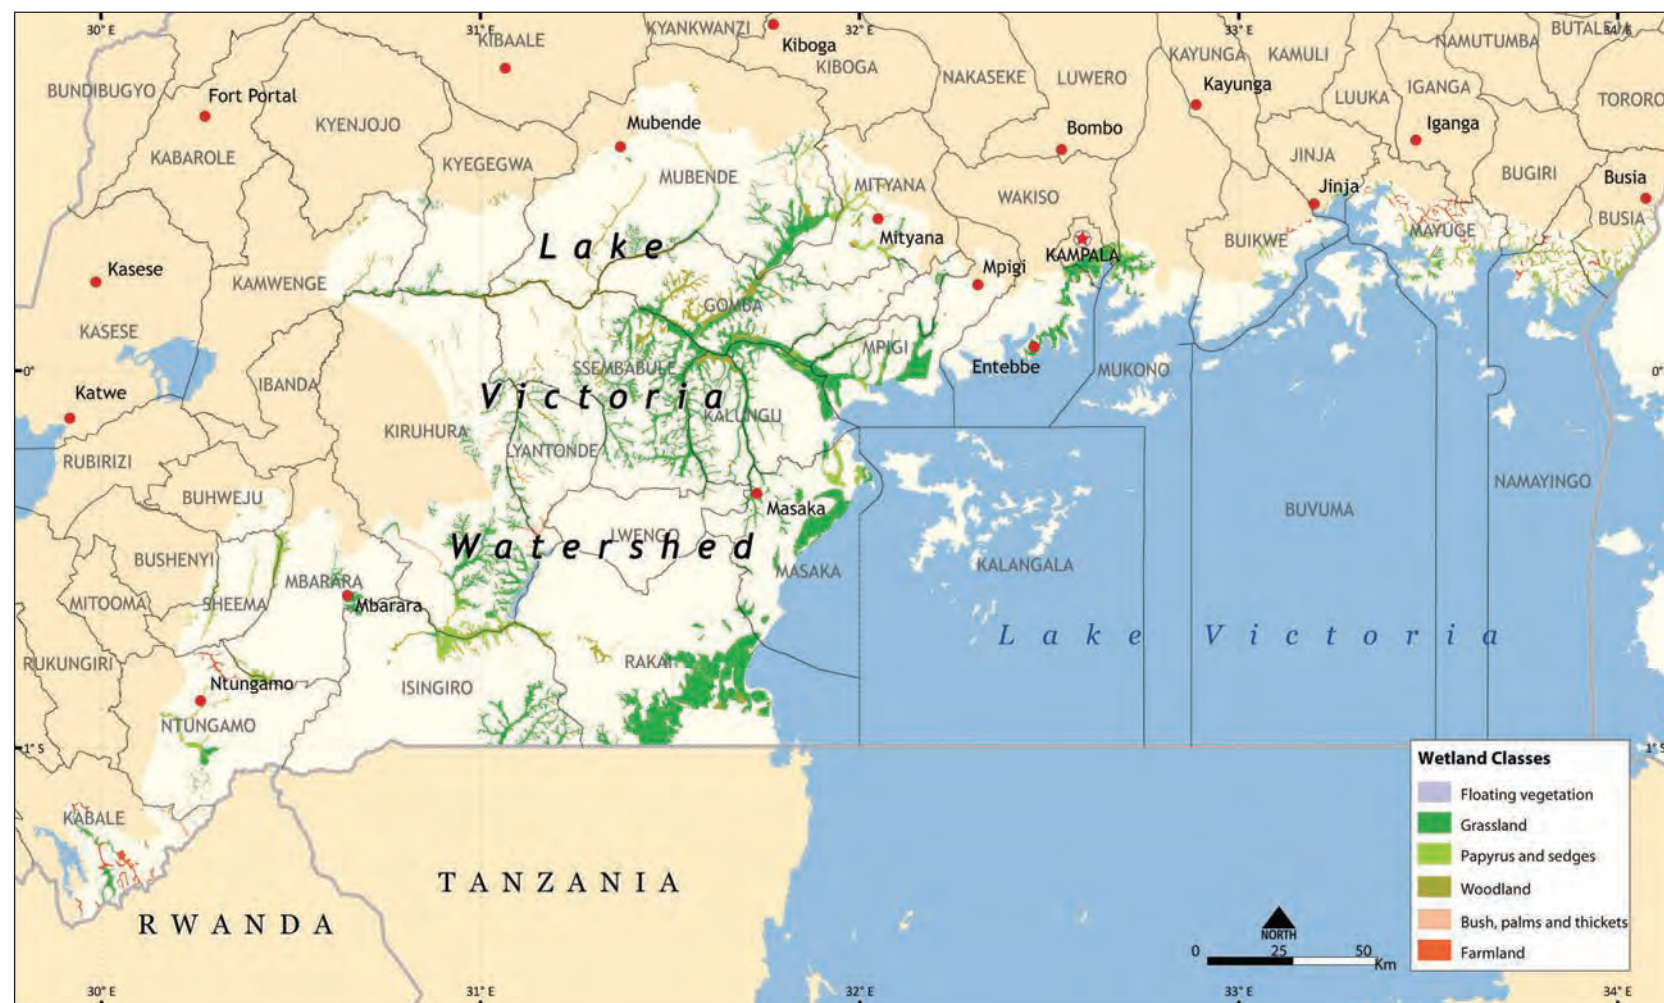 30° E
31° E
32° E
33° E
34° E
KYANKWANZI
BUTALEJA
KIBAALE
Kiboga
KIBOGA
KAYUNGA
KAMULI
NAMUTUMBA
BUNDIBUGYO
Fort Portal
NAKASEKE
LUWERO
Kayunga
LUUKA
IGANGA
TORORO
KYENJOJO
Mubende
Bombo
Iganga
KABAROLE
KYEGEGWA
MUBENDE
MITYANA
JINJA
BUGIRI
Busia
WAKISO
Jinja
BUSIA
Mityana
BUIKWE
MAYUGE
Lake
KAMPALA
Kasese
KAMWENGE
Mpigi
GOMBA
KASESE
MPIGI
0°
SSEMBABULE
Entebbe
MUKONO
0°
IBANDA
Katwe
Victoria
KALUNGU
KIRUHURA
LYANTONDE
RUBIRIZI
BUHWEJU
NAMAYINGO
Masaka
BUVUMA
LWENGO
Watershed
BUSHENYI
MBARARA
MASAKA
KALANGALA
MITOOMA
SHEEMA
Mbarara
Lake Victoria
RUKUNGIRI
RAKAI
Ntungamo
ISINGIRO
NTUNGAMO
1° S
1° S
Wetland Classes
Floating vegetation
Grassland
Papyrus and sedges
Woodland
Bush, palms and thickets
Farmland
KABALE
TANZANIA
RWANDA
NORTH
0 25 50
Km
30° E
31° E
32° E
33° E
34° E